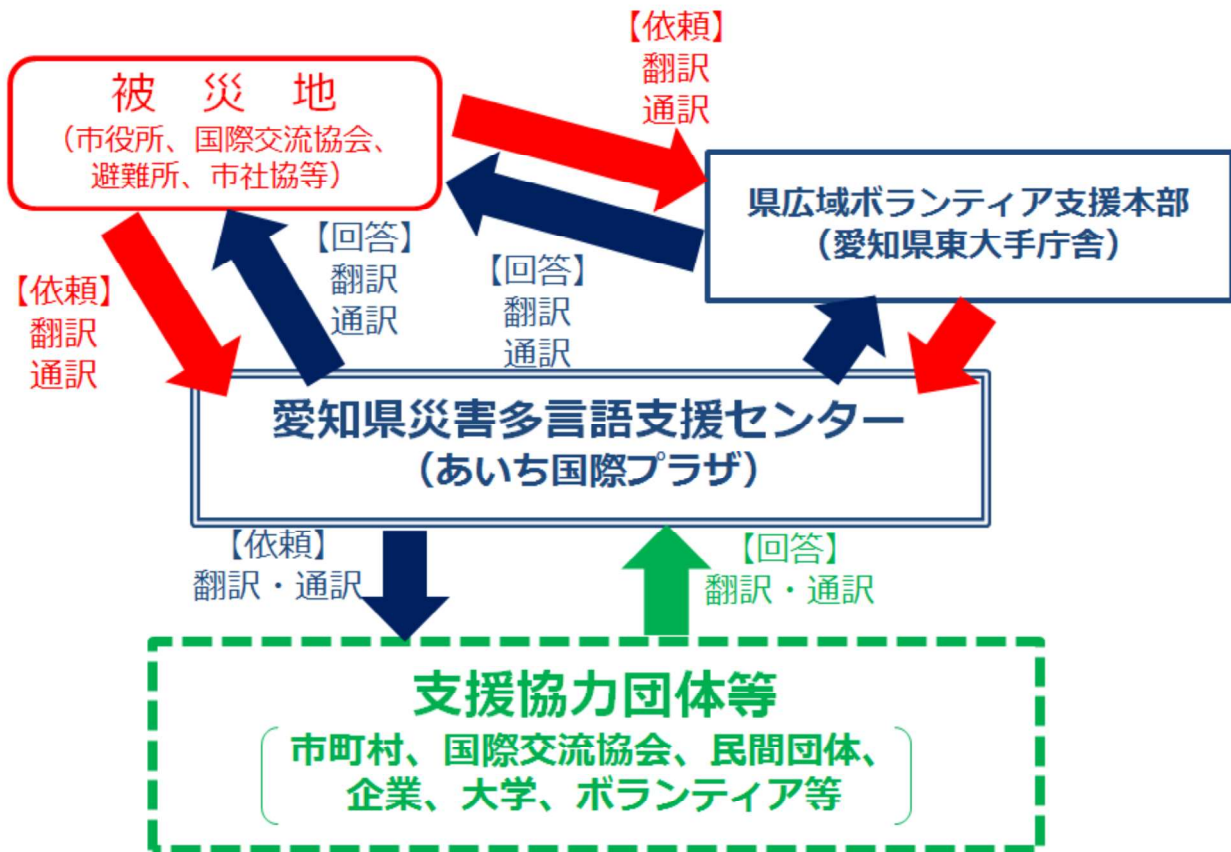 【依頼】
翻訳
通訳
被 災 地
（市役所、国際交流協会、
避難所、市社協等）
県広域ボランティア支援本部
（愛知県東大手庁舎）
【回答】
翻訳
通訳
【回答】
翻訳
通訳
【依頼】
翻訳
通訳
愛知県災害多言語支援センター
（あいち国際プラザ）
【依頼】
翻訳・通訳
【回答】
翻訳・通訳
支援協力団体等
市町村、国際交流協会、民間団体、
企業、大学、ボランティア等